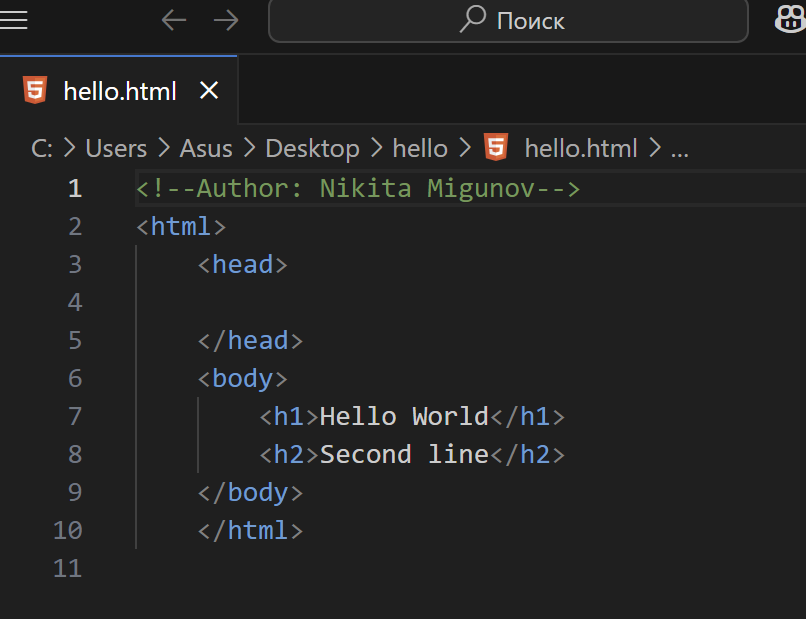 Поиск
hello.html
C: > Users > Asus > Desktop > hello > hello.html > ...
1 <!--Author: Nikita Migunov-->
2 <html>
3     <head>
4
5     </head>
6     <body>
7         <h1>Hello World</h1>
8         <h2>Second line</h2>
9     </body>
10     </html>
11